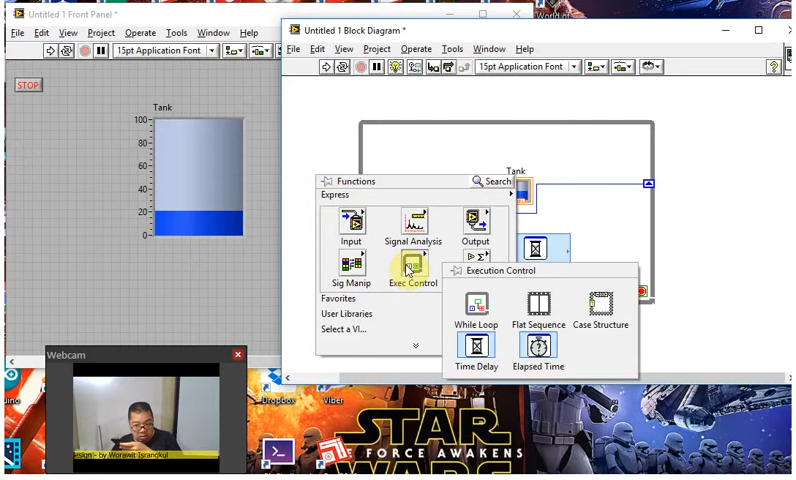 World of
Untitled 1 Front Panel *
File Edit View Project Operate Tools Window Help
15pt Application Font
STOP
Tank
100
80
60
40
20
0
Untitled 1 Block Diagram *
File Edit View Project Operate Tools Window Help
15pt Application Font
Tank
Functions
Search
Express
Input
Signal Analysis
Output
Sig Manip
Exec Control
Favorites
User Libraries
Select a VI...
Execution Control
While Loop
Flat Sequence
Case Structure
Time Delay
Elapsed Time
Webcam
esign - by Worawit Israngkul
Dropbox
Viber
STAR
WARS
FORCE AWAKENS